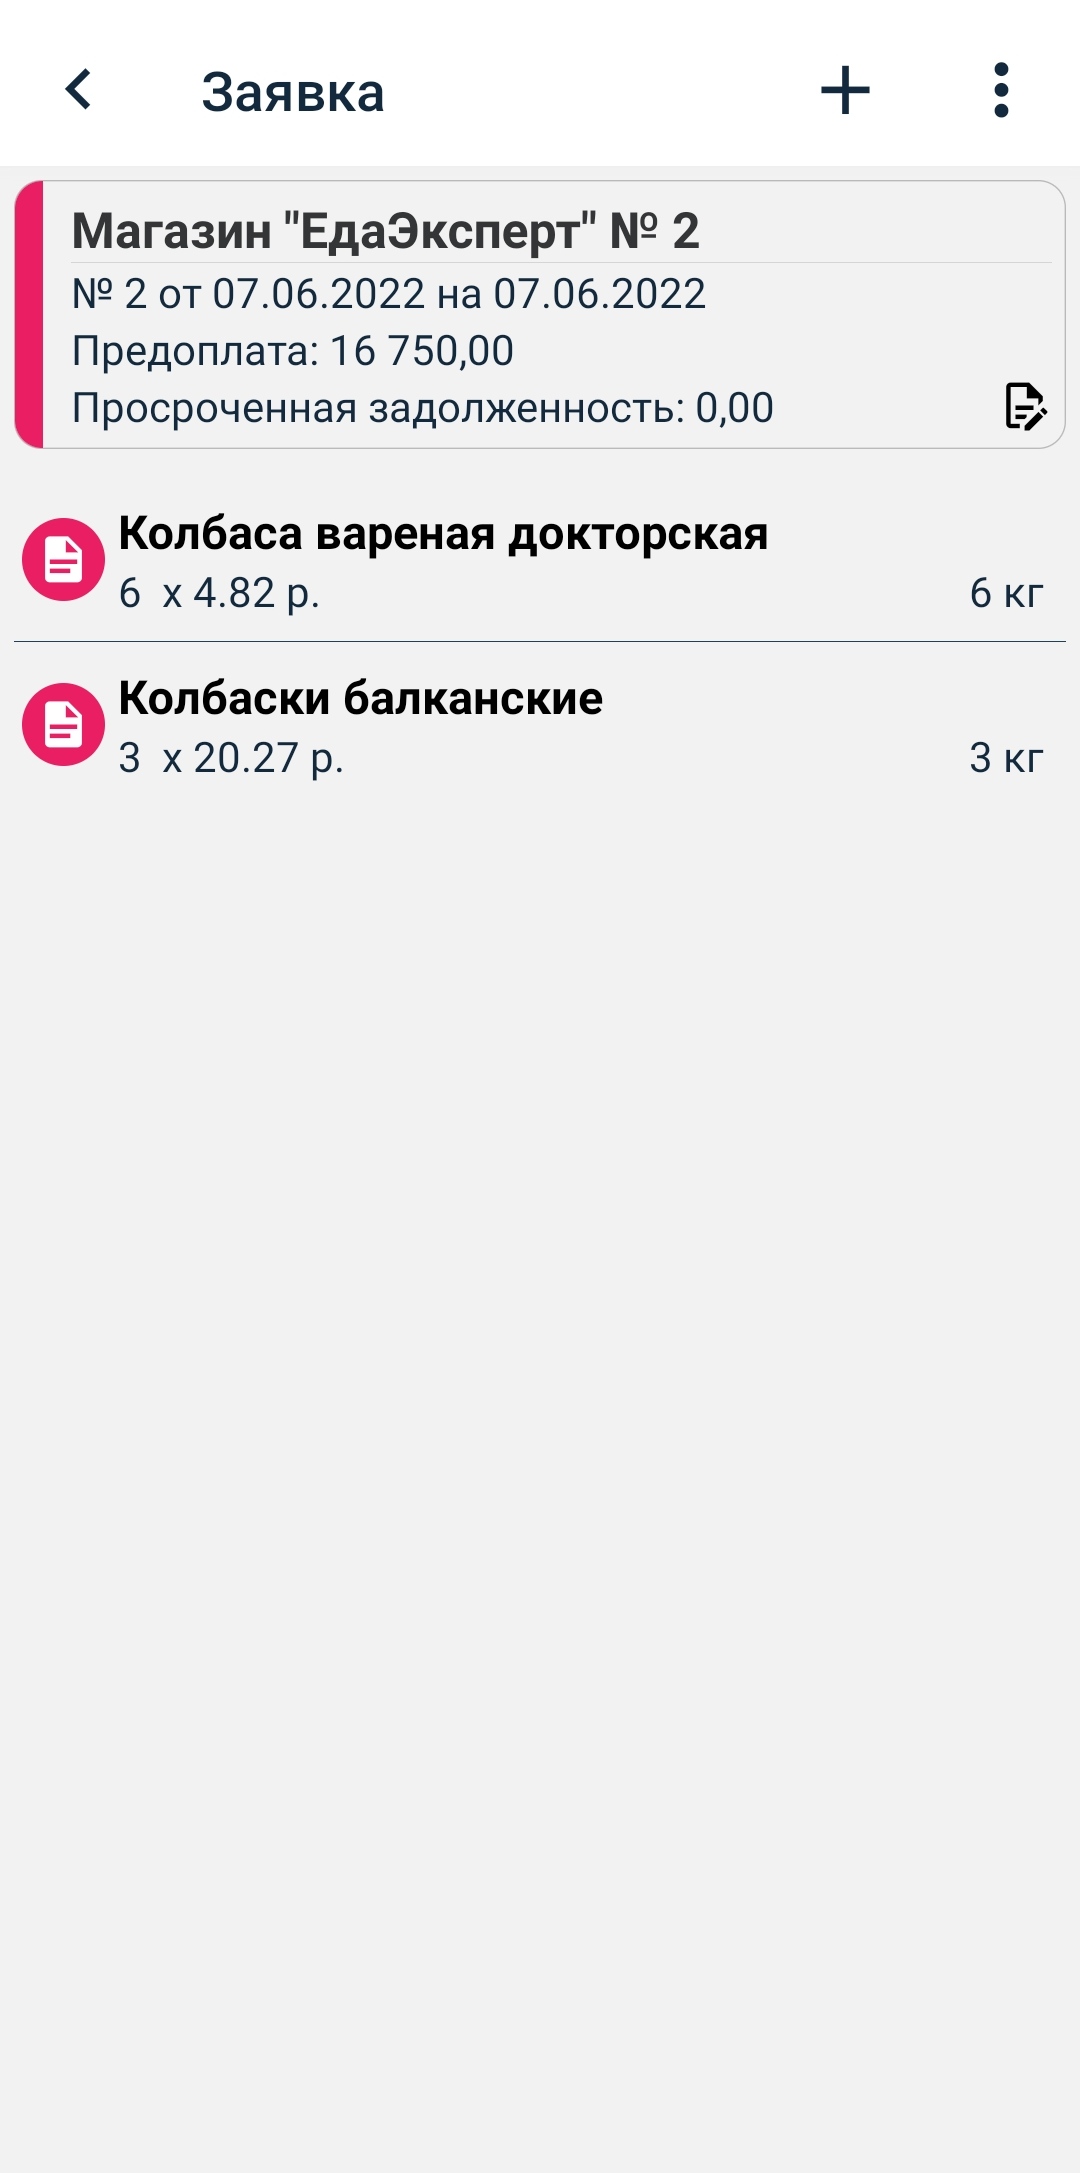 Заявка
Магазин "ЕдаЭксперт" № 2
№ 2 от 07.06.2022 на 07.06.2022
Предоплата: 16 750,00
Просроченная задолженность: 0,00
Колбаса вареная докторская
6 x 4.82 р. 6 кг
Колбаски балканские
3 x 20.27 р. 3 кг